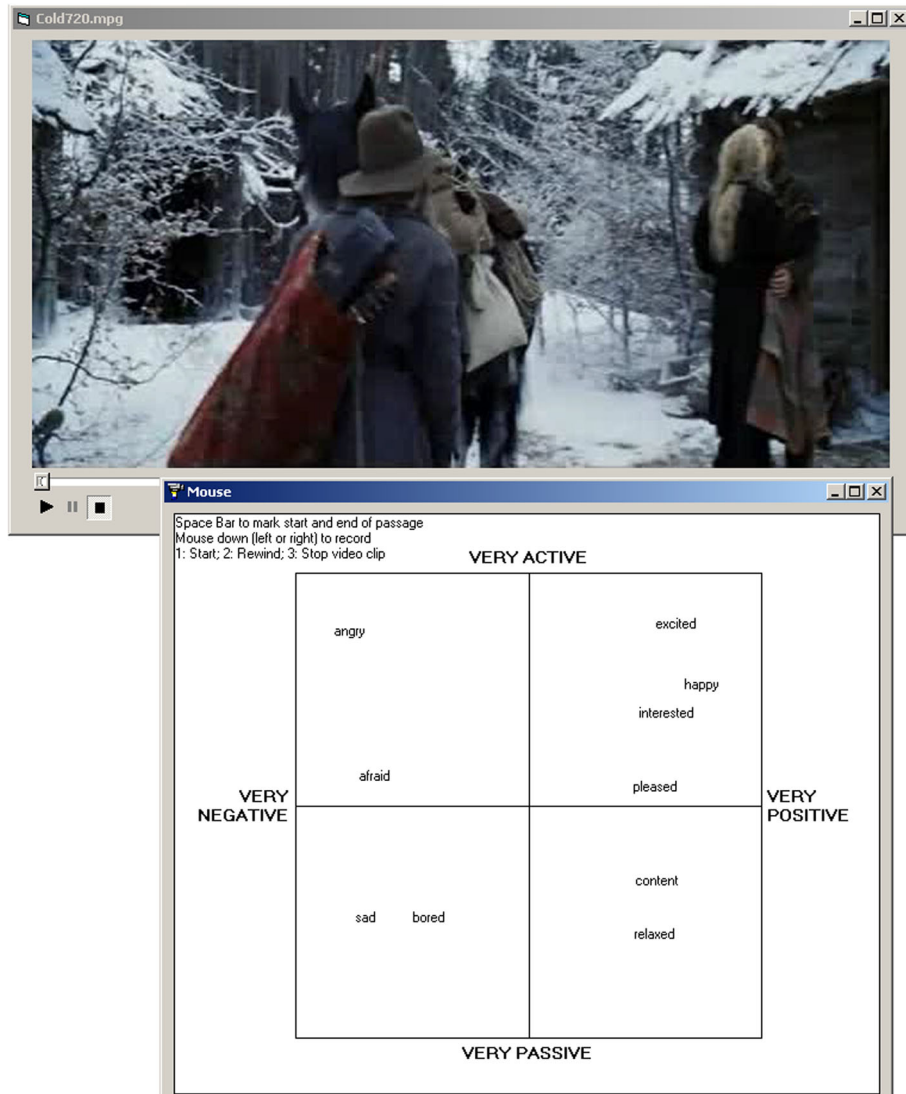 Cold720.mpg
Mouse
Space Bar to mark start and end of passage
Mouse down (left or right) to record
1: Start; 2: Rewind; 3: Stop video clip
VERY ACTIVE
angry
excited
happy
interested
afraid
pleased
VERY
NEGATIVE
VERY
POSITIVE
content
sad
bored
relaxed
VERY PASSIVE